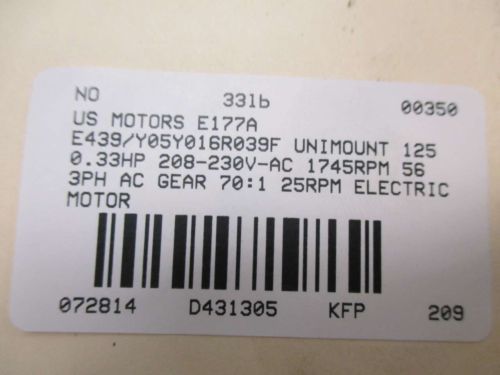 NO 33lb 00350
US MOTORS E177A
E439/Y05Y016R039F UNIMOUNT 125
0.33HP 208-230V-AC 1745RPM 56
3PH AC GEAR 70:1 25RPM ELECTRIC
MOTOR
072814 D431305 KFP 209